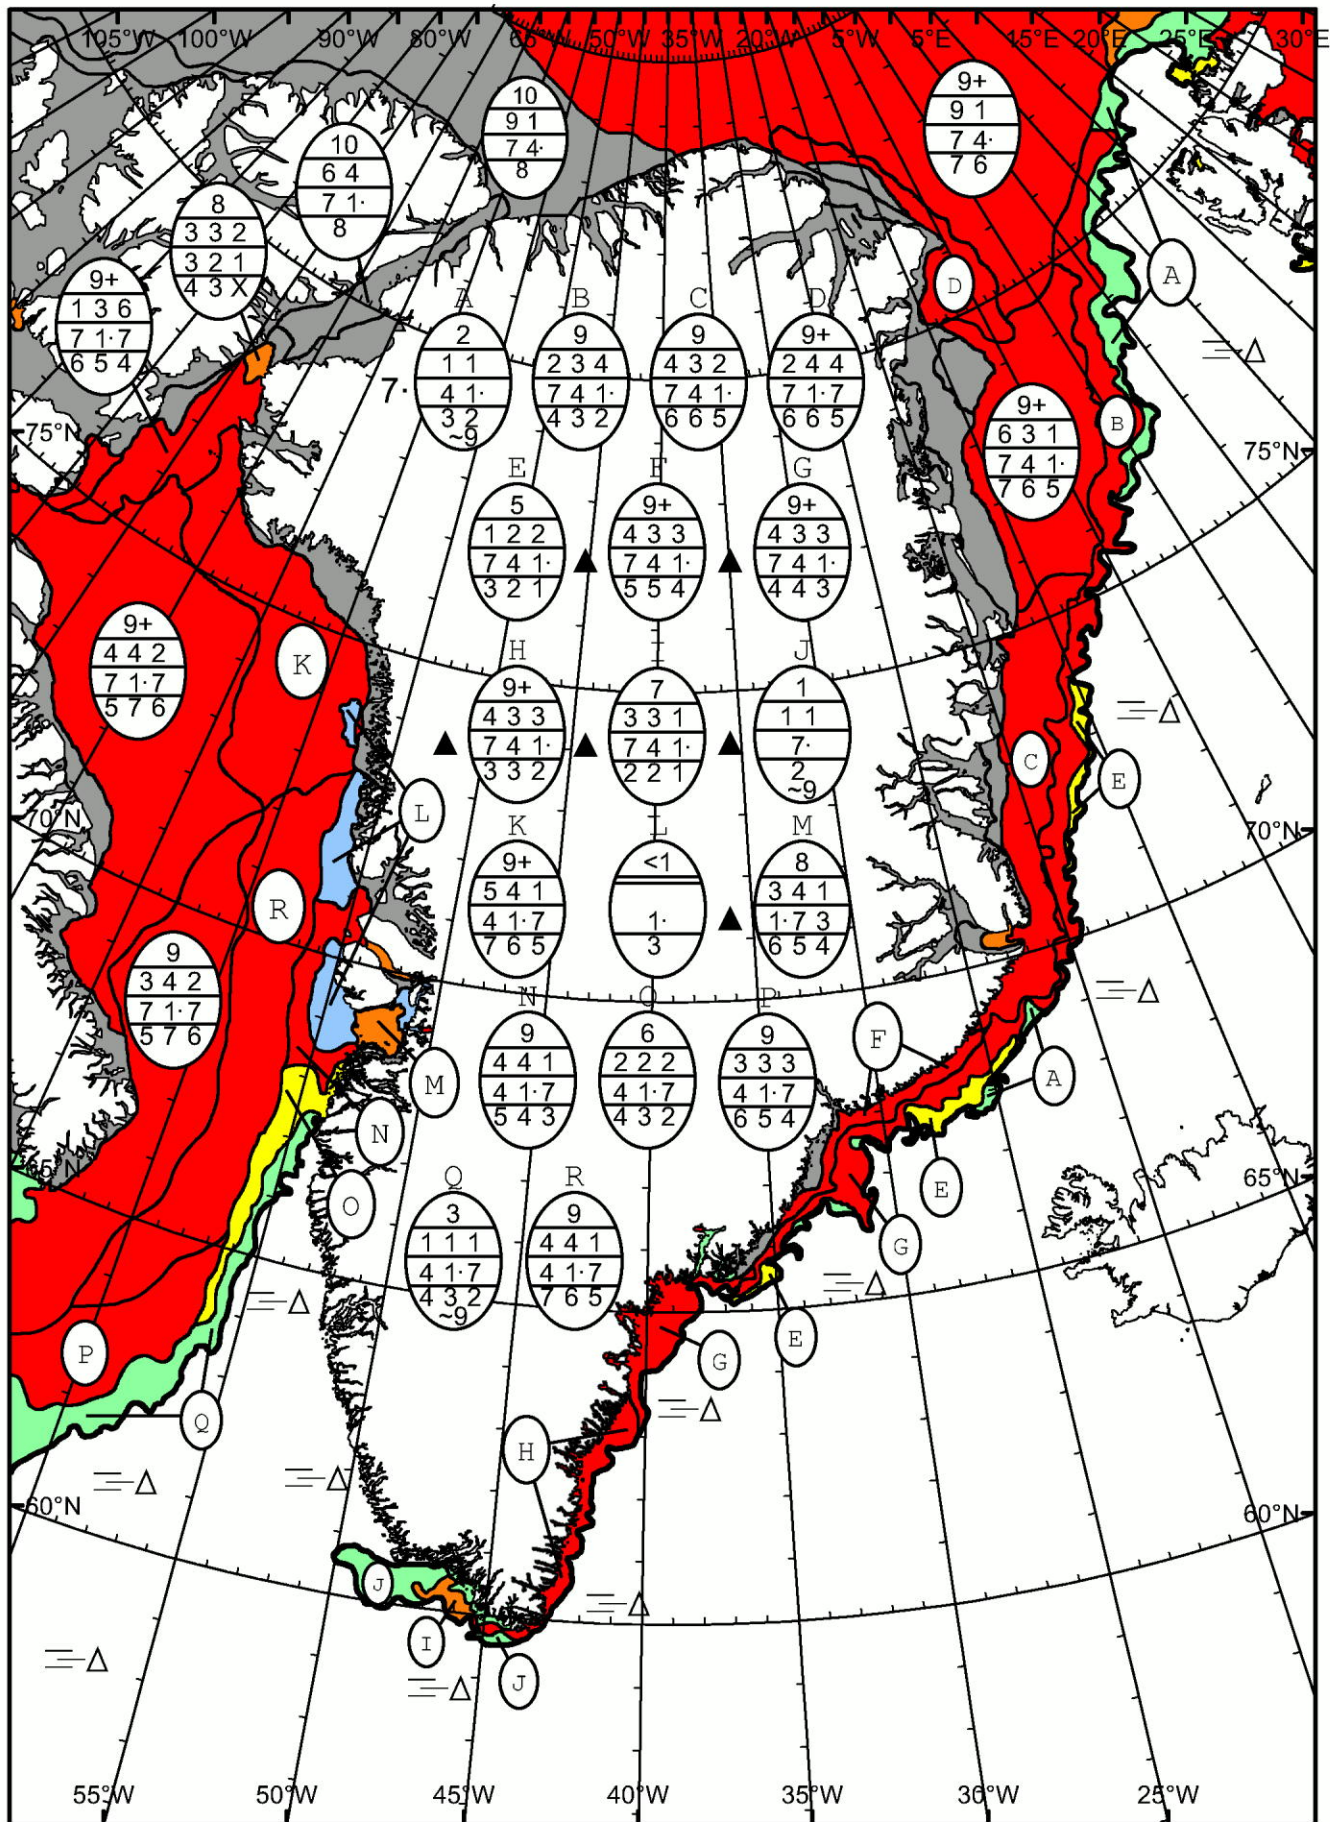 105°W 100°W 90°W 80°W 65°W 50°W 35°W 20°W 5°W 5°E 15°E 20°E 25°E 30°E
10
9 1
7 4·
8
9+
9 1
7 4·
7 6
10
6 4
7 1·
8
8
3 3 2
3 2 1
4 3 X
9+
1 3 6
7 1·7
6 5 4
A
D
A B C D
2
1 1
7· 4 1·
3 2
~9
9
2 3 4
7 4 1·
4 3 2
9
4 3 2
7 4 1·
6 6 5
9+
2 4 4
7 1·7
6 6 5
B
9+
6 3 1
7 4 1·
7 6 5
75°N 75°N
E F G
5
1 2 2
7 4 1·
3 2 1
9+
4 3 3
7 4 1·
5 5 4
9+
4 3 3
7 4 1·
4 4 3
9+
4 4 2
7 1·7
5 7 6
K
H I J
9+
4 3 3
7 4 1·
3 3 2
7
3 3 1
7 4 1·
2 2 1
1
1 1
7·
2
~9
C
E
70°N 70°N
L
K L M
9+
5 4 1
4 1·7
7 6 5
<1
1·
3
8
3 4 1
1·7 3
6 5 4
R
9
3 4 2
7 1·7
5 7 6
N O P
9
4 4 1
4 1·7
5 4 3
6
2 2 2
4 1·7
4 3 2
9
3 3 3
4 1·7
6 5 4
F
A
M
N
65°N 65°N
O
E
Q R
3
1 1 1
4 1·7
4 3 2
~9
9
4 4 1
4 1·7
7 6 5
G
E
P
G
Q
H
60°N 60°N
J
I
J
55°W 50°W 45°W 40°W 35°W 30°W 25°W